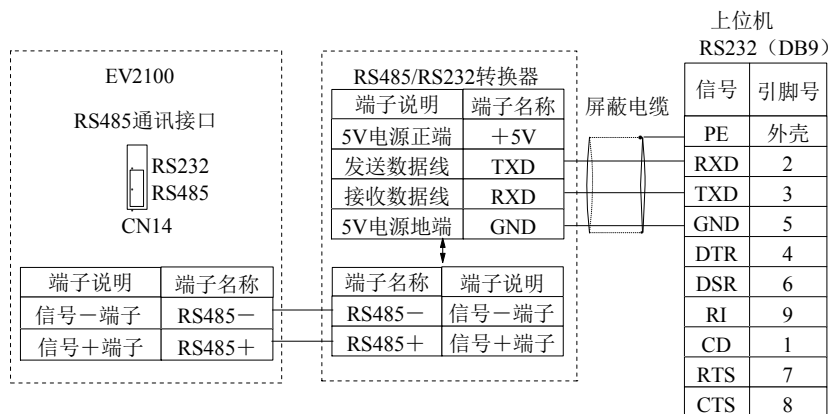 上位机
RS232（DB9）
信号 引脚号
PE 外壳
RXD 2
TXD 3
GND 5
DTR 4
DSR 6
RI 9
CD 1
RTS 7
CTS 8
EV2100
RS485通讯接口
RS232
RS485
CN14
端子说明 端子名称
信号－端子 RS485－
信号＋端子 RS485＋
RS485/RS232转换器
端子说明 端子名称
5V电源正端 ＋5V
发送数据线 TXD
接收数据线 RXD
5V电源地端 GND
端子名称 端子说明
RS485－ 信号－端子
RS485＋ 信号＋端子
屏蔽电缆